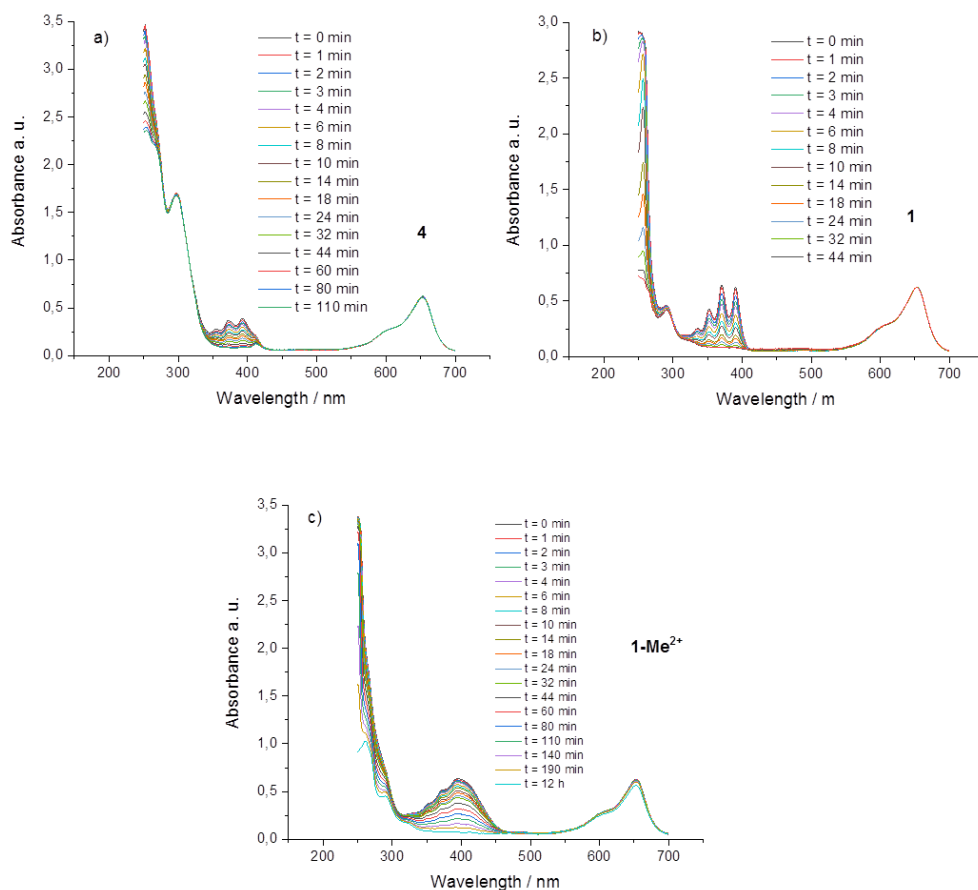 a)
3,5
3,0
2,5
2,0
1,5
1,0
0,5
0,0
Absorbance a. u.
200
300
400
500
600
700
Wavelength / nm
t = 0 min
t = 1 min
t = 2 min
t = 3 min
t = 4 min
t = 6 min
t = 8 min
t = 10 min
t = 14 min
t = 18 min
t = 24 min
t = 32 min
t = 44 min
t = 60 min
t = 80 min
t = 110 min
4
b)
1,0
3,0
2,5
2,0
1,5
1,0
0,5
0,0
Absorbance a. u.
200
300
400
500
600
700
Wavelength / m
t = 0 min
t = 1 min
t = 2 min
t = 3 min
t = 4 min
t = 6 min
t = 8 min
t = 10 min
t = 14 min
t = 18 min
t = 24 min
t = 32 min
t = 44 min
1
c)
3,5
3,0
2,5
2,0
1,5
1,0
0,5
0,0
Absorbance a. u.
200
300
400
500
600
700
Wavelength / nm
t = 0 min
t = 1 min
t = 2 min
t = 3 min
t = 4 min
t = 6 min
t = 8 min
t = 10 min
t = 14 min
t = 18 min
t = 24 min
t = 32 min
t = 44 min
t = 60 min
t = 80 min
t = 110 min
t = 140 min
t = 190 min
t = 12 h
1-Me²⁺